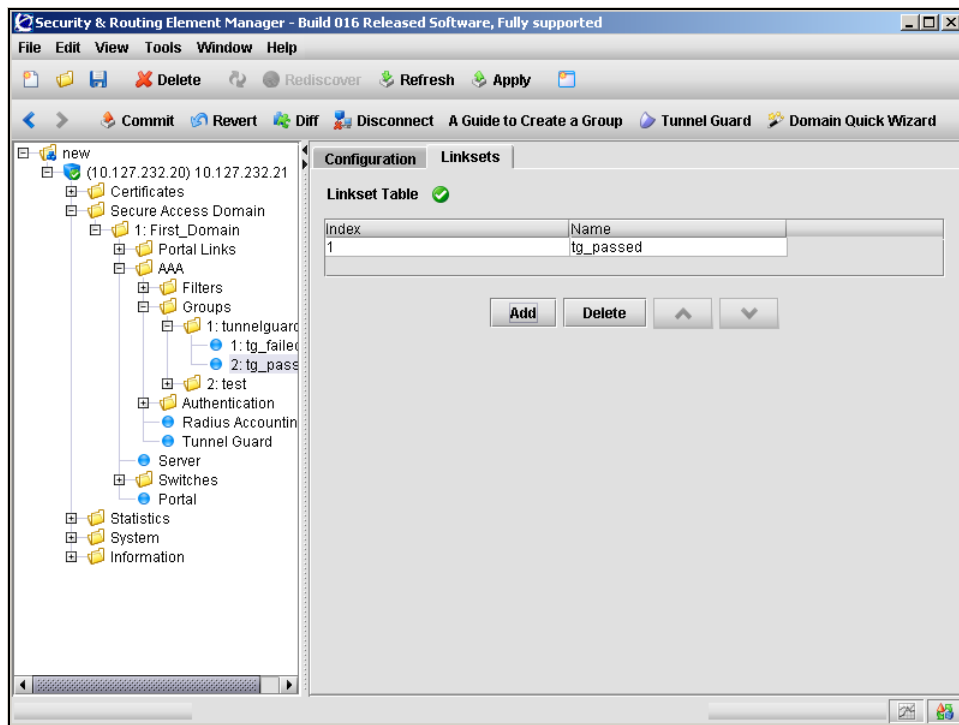 Security & Routing Element Manager - Build 016 Released Software, Fully supported
File Edit View Tools Window Help
Delete Rediscover Refresh Apply
Commit Revert Diff Disconnect A Guide to Create a Group Tunnel Guard Domain Quick Wizard
new
(10.127.232.20) 10.127.232.21
Certificates
Secure Access Domain
1: First_Domain
Portal Links
AAA
Filters
Groups
1: tunnelguard
1: tg_failed
2: tg_pass
2: test
Authentication
Radius Accountin
Tunnel Guard
Server
Switches
Portal
Statistics
System
Information
Configuration Linksets
Linkset Table
Index Name
1 tg_passed
Add Delete